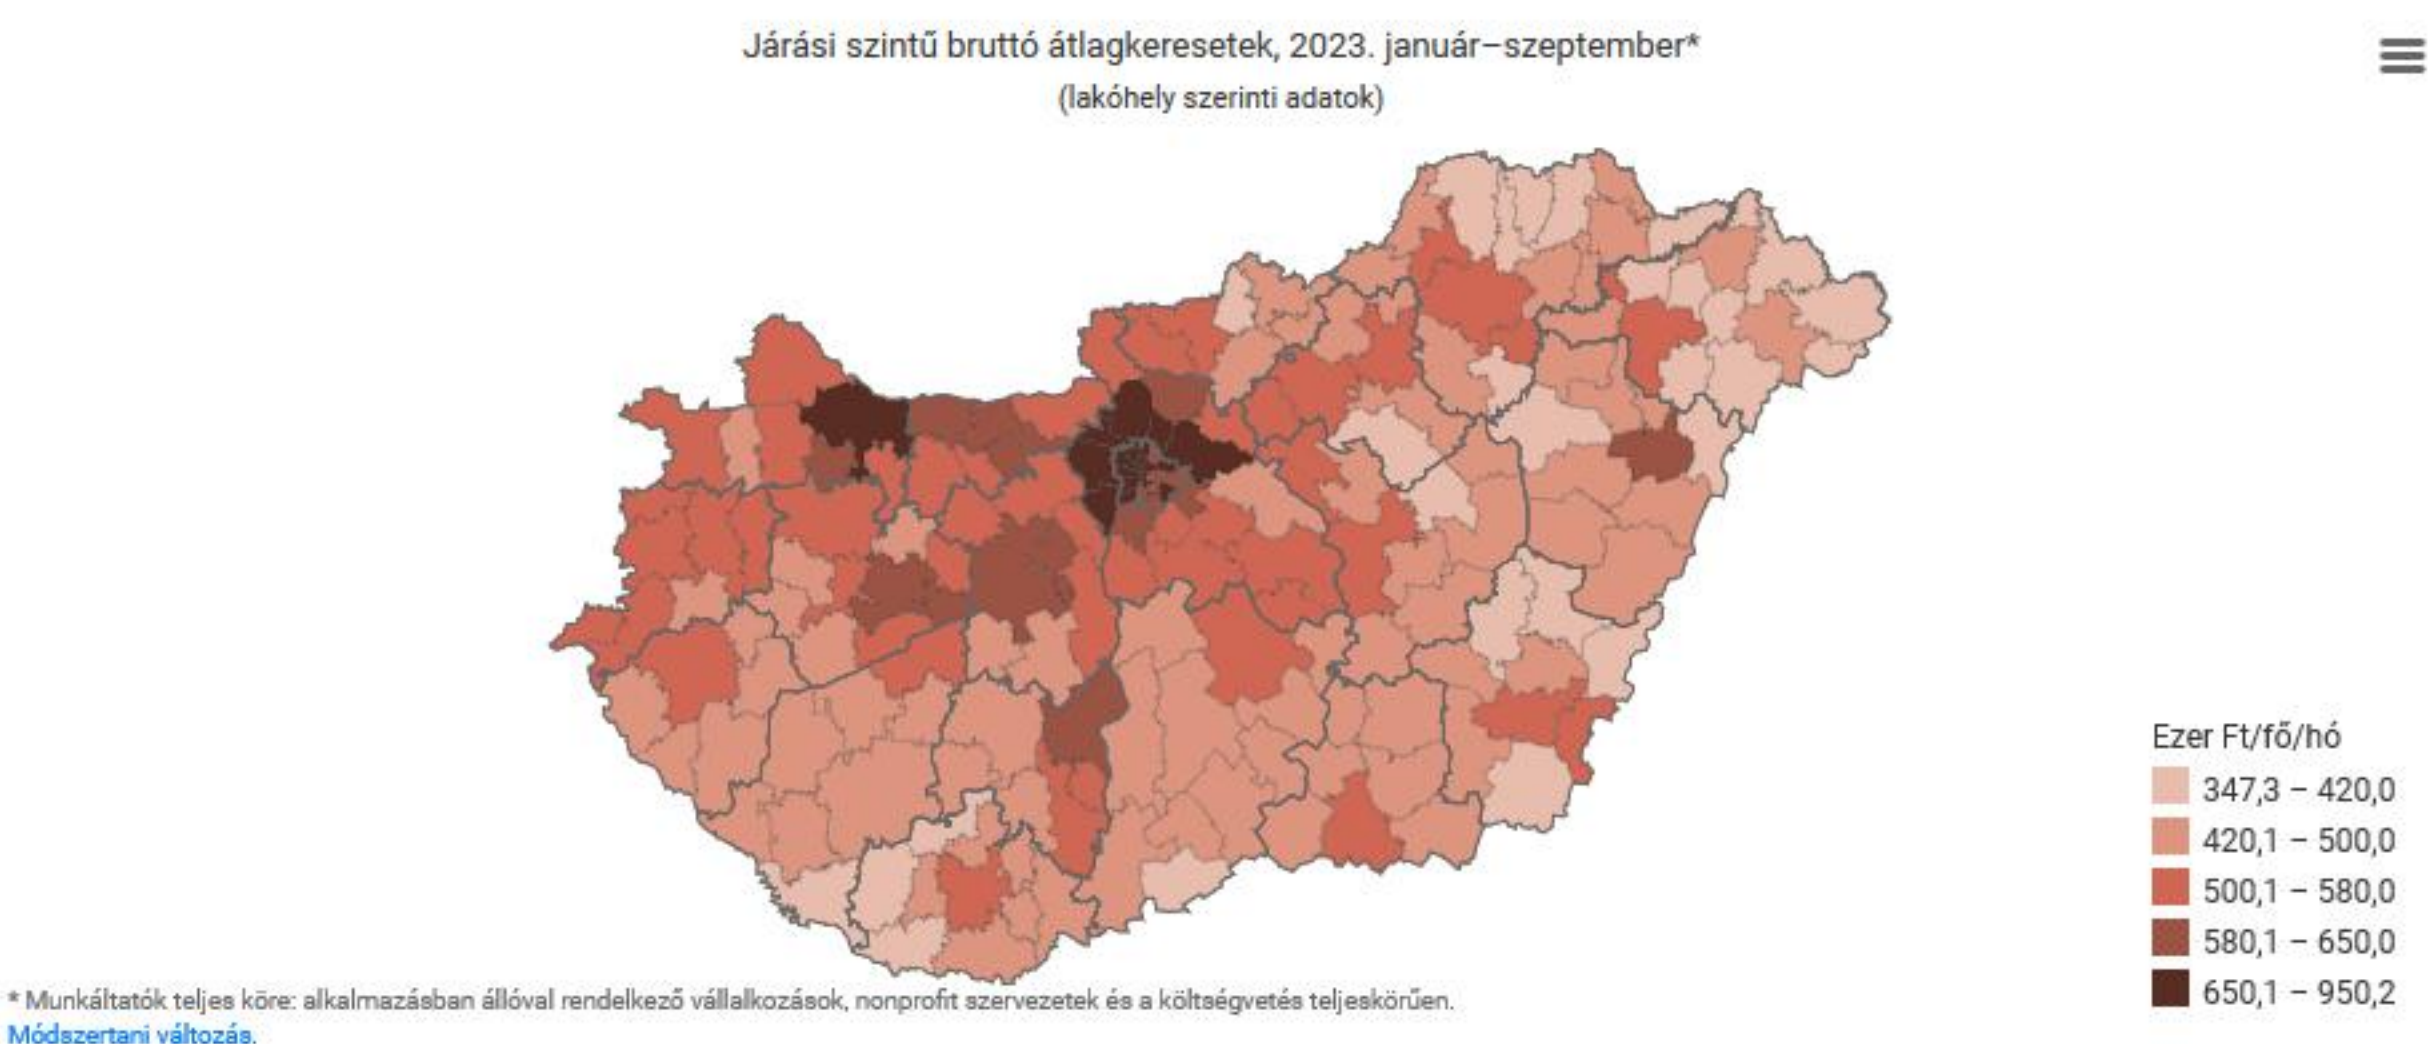 Járási szintű bruttó átlagkeresetek, 2023. január–szeptember*
(lakóhely szerinti adatok)
Ezer Ft/fő/hó
347,3 – 420,0
420,1 – 500,0
500,1 – 580,0
580,1 – 650,0
650,1 – 950,2
* Munkáltatók teljes köre: alkalmazásban állóval rendelkező vállalkozások, nonprofit szervezetek és a költségvetés teljeskörűen.
Módszertani változás.